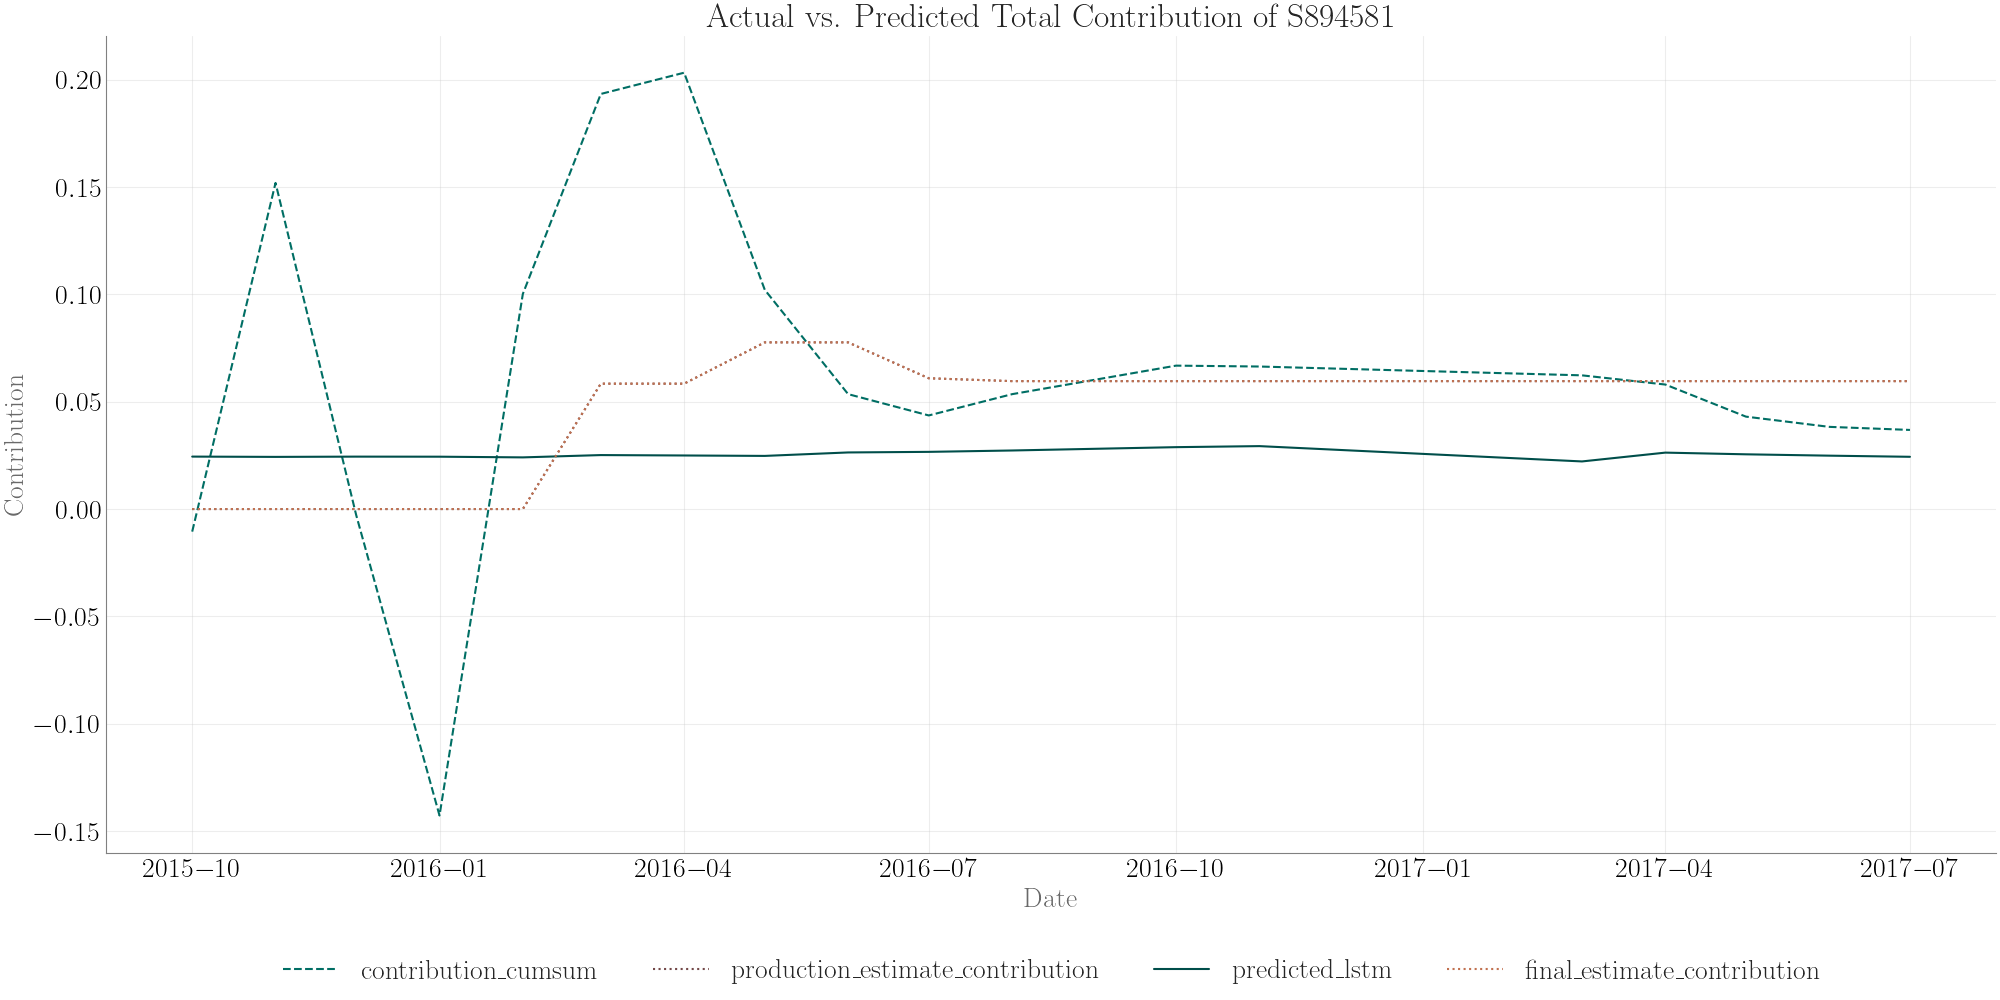 Actual vs. Predicted Total Contribution of S894581
0.20
0.15
0.10
0.05
0.00
−0.05
−0.10
−0.15
Contribution
2015−10 2016−01 2016−04 2016−07 2016−10 2017−01 2017−04 2017−07
Date
contribution_cumsum production_estimate_contribution predicted_lstm final_estimate_contribution